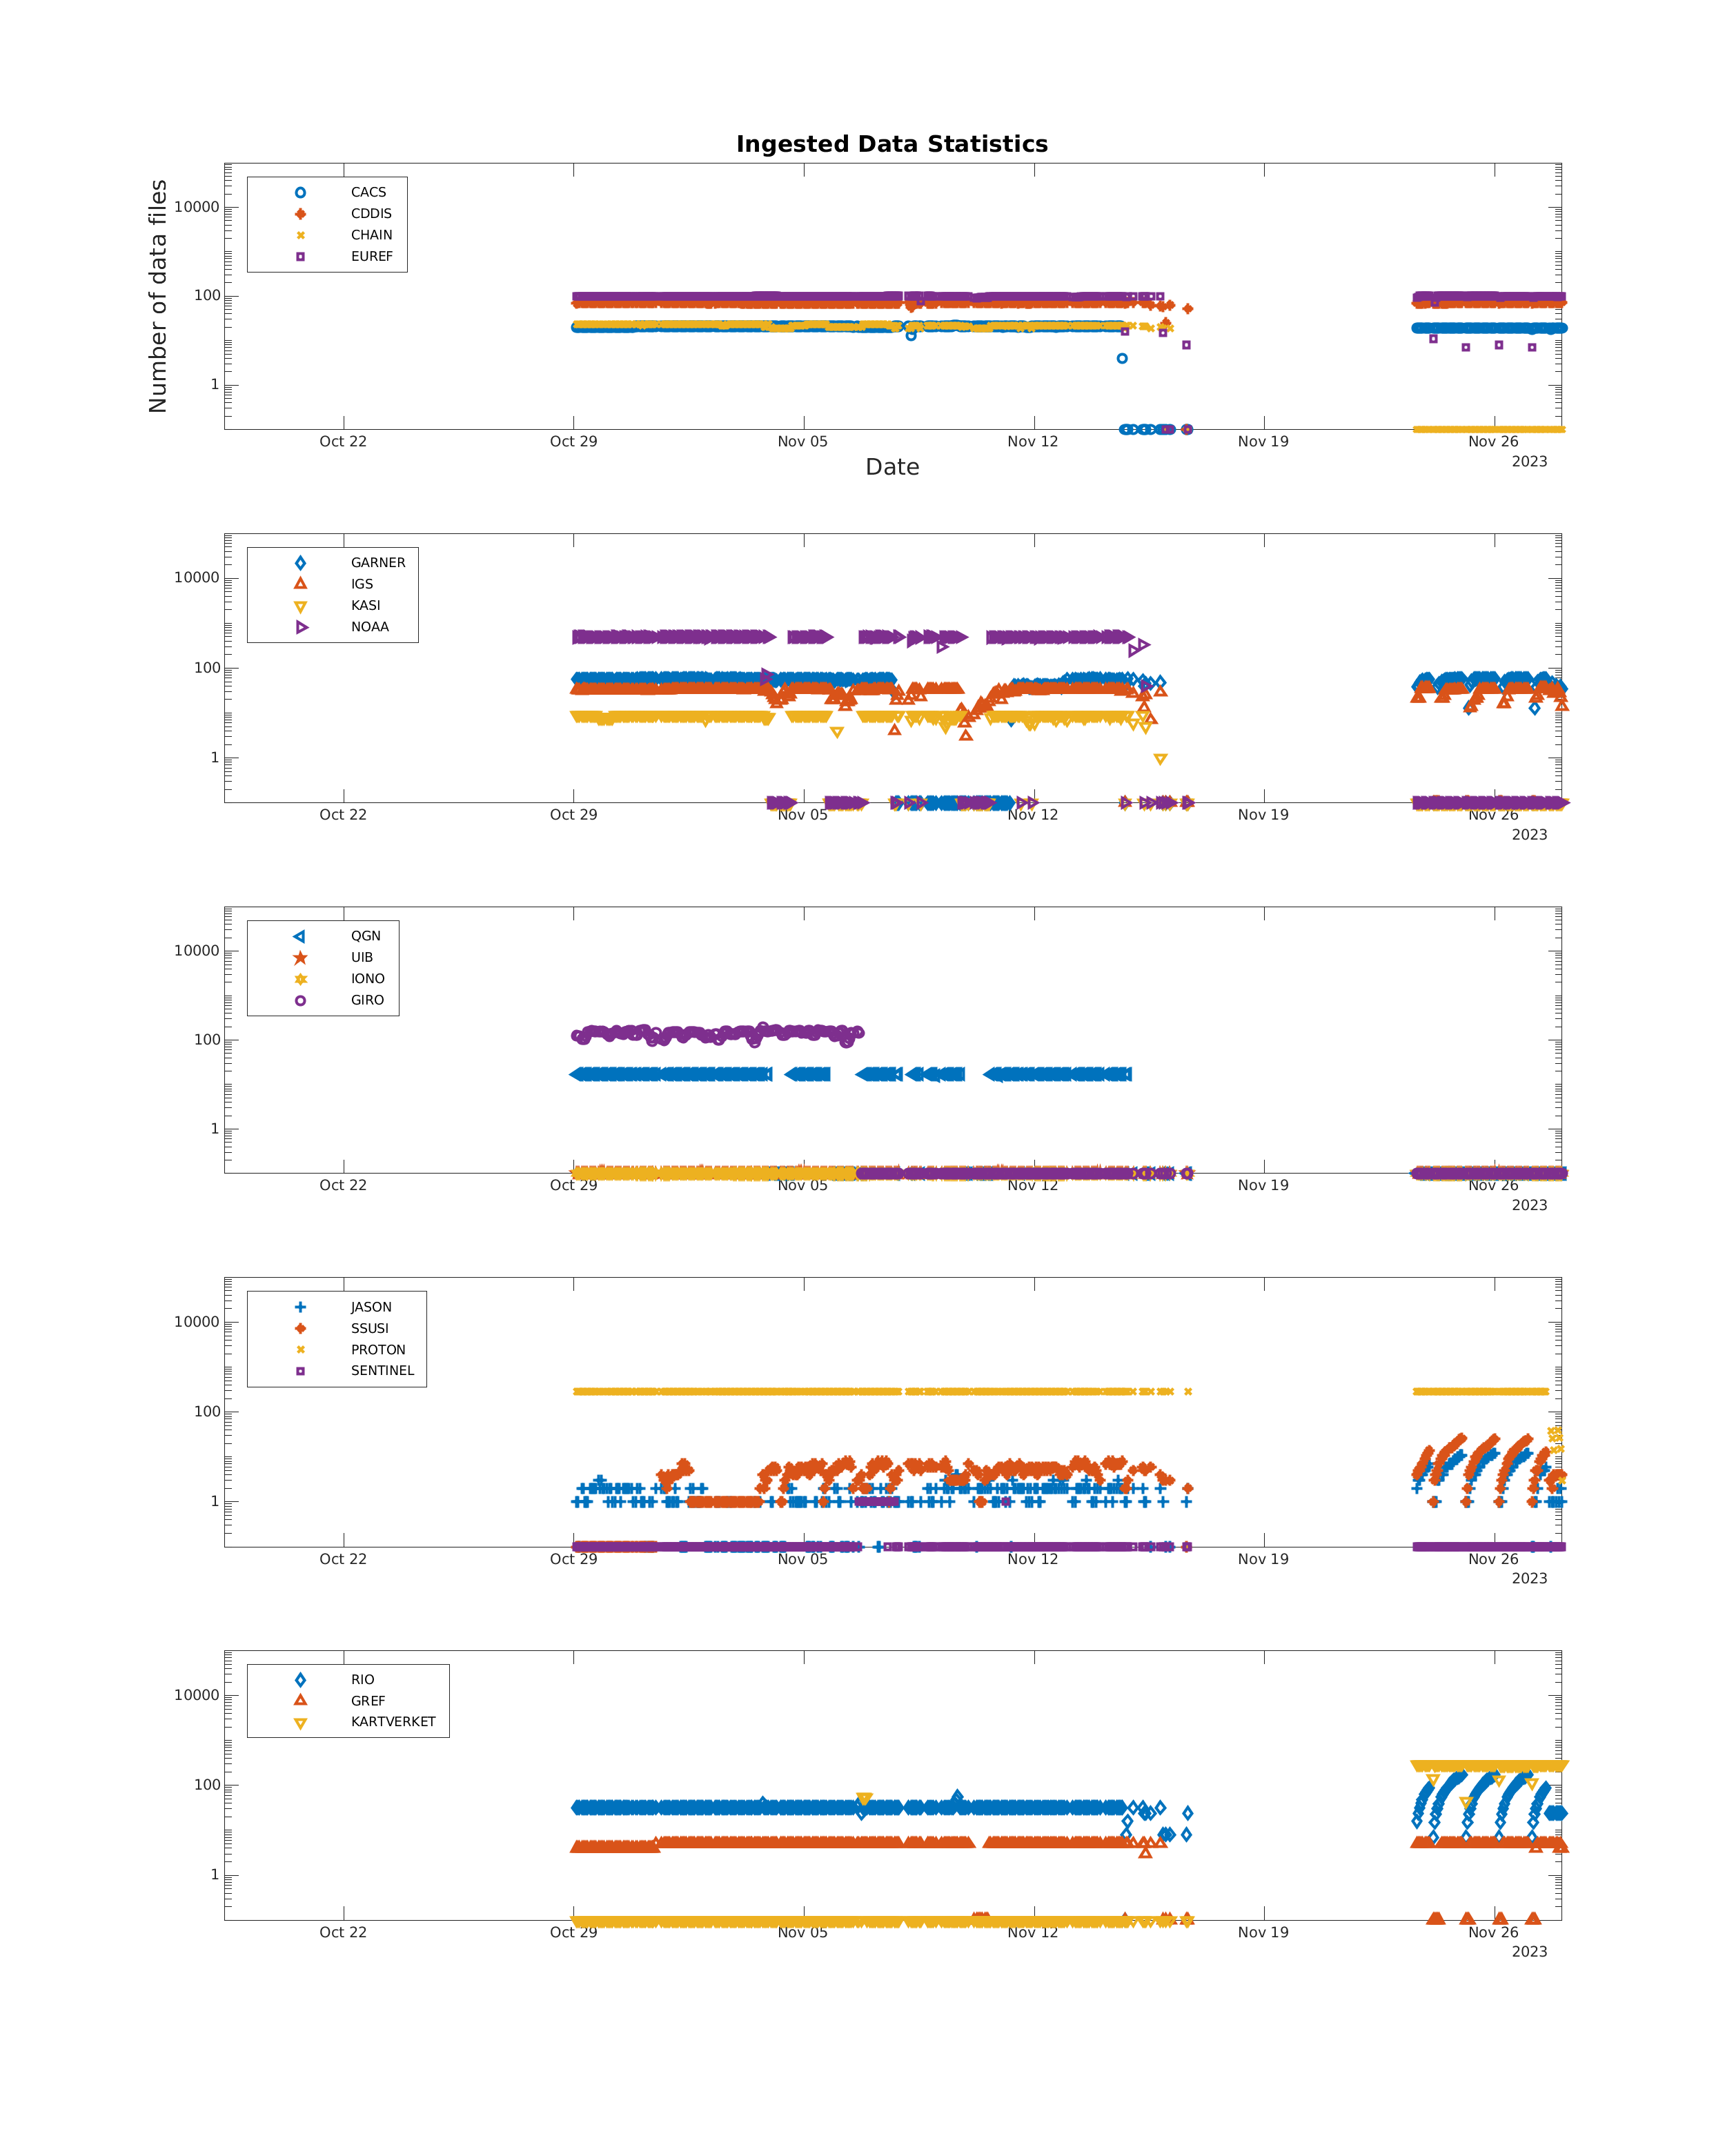 Ingested Data Statistics
Number of data files
10000
100
1
CACS
CDDIS
CHAIN
EUREF
Oct 22 Oct 29 Nov 05 Nov 12 Nov 19 Nov 26
2023
Date
10000
100
1
GARNER
IGS
KASI
NOAA
Oct 22 Oct 29 Nov 05 Nov 12 Nov 19 Nov 26
2023
10000
100
1
QGN
UIB
IONO
GIRO
Oct 22 Oct 29 Nov 05 Nov 12 Nov 19 Nov 26
2023
10000
100
1
JASON
SSUSI
PROTON
SENTINEL
Oct 22 Oct 29 Nov 05 Nov 12 Nov 19 Nov 26
2023
10000
100
1
RIO
GREF
KARTVERKET
Oct 22 Oct 29 Nov 05 Nov 12 Nov 19 Nov 26
2023